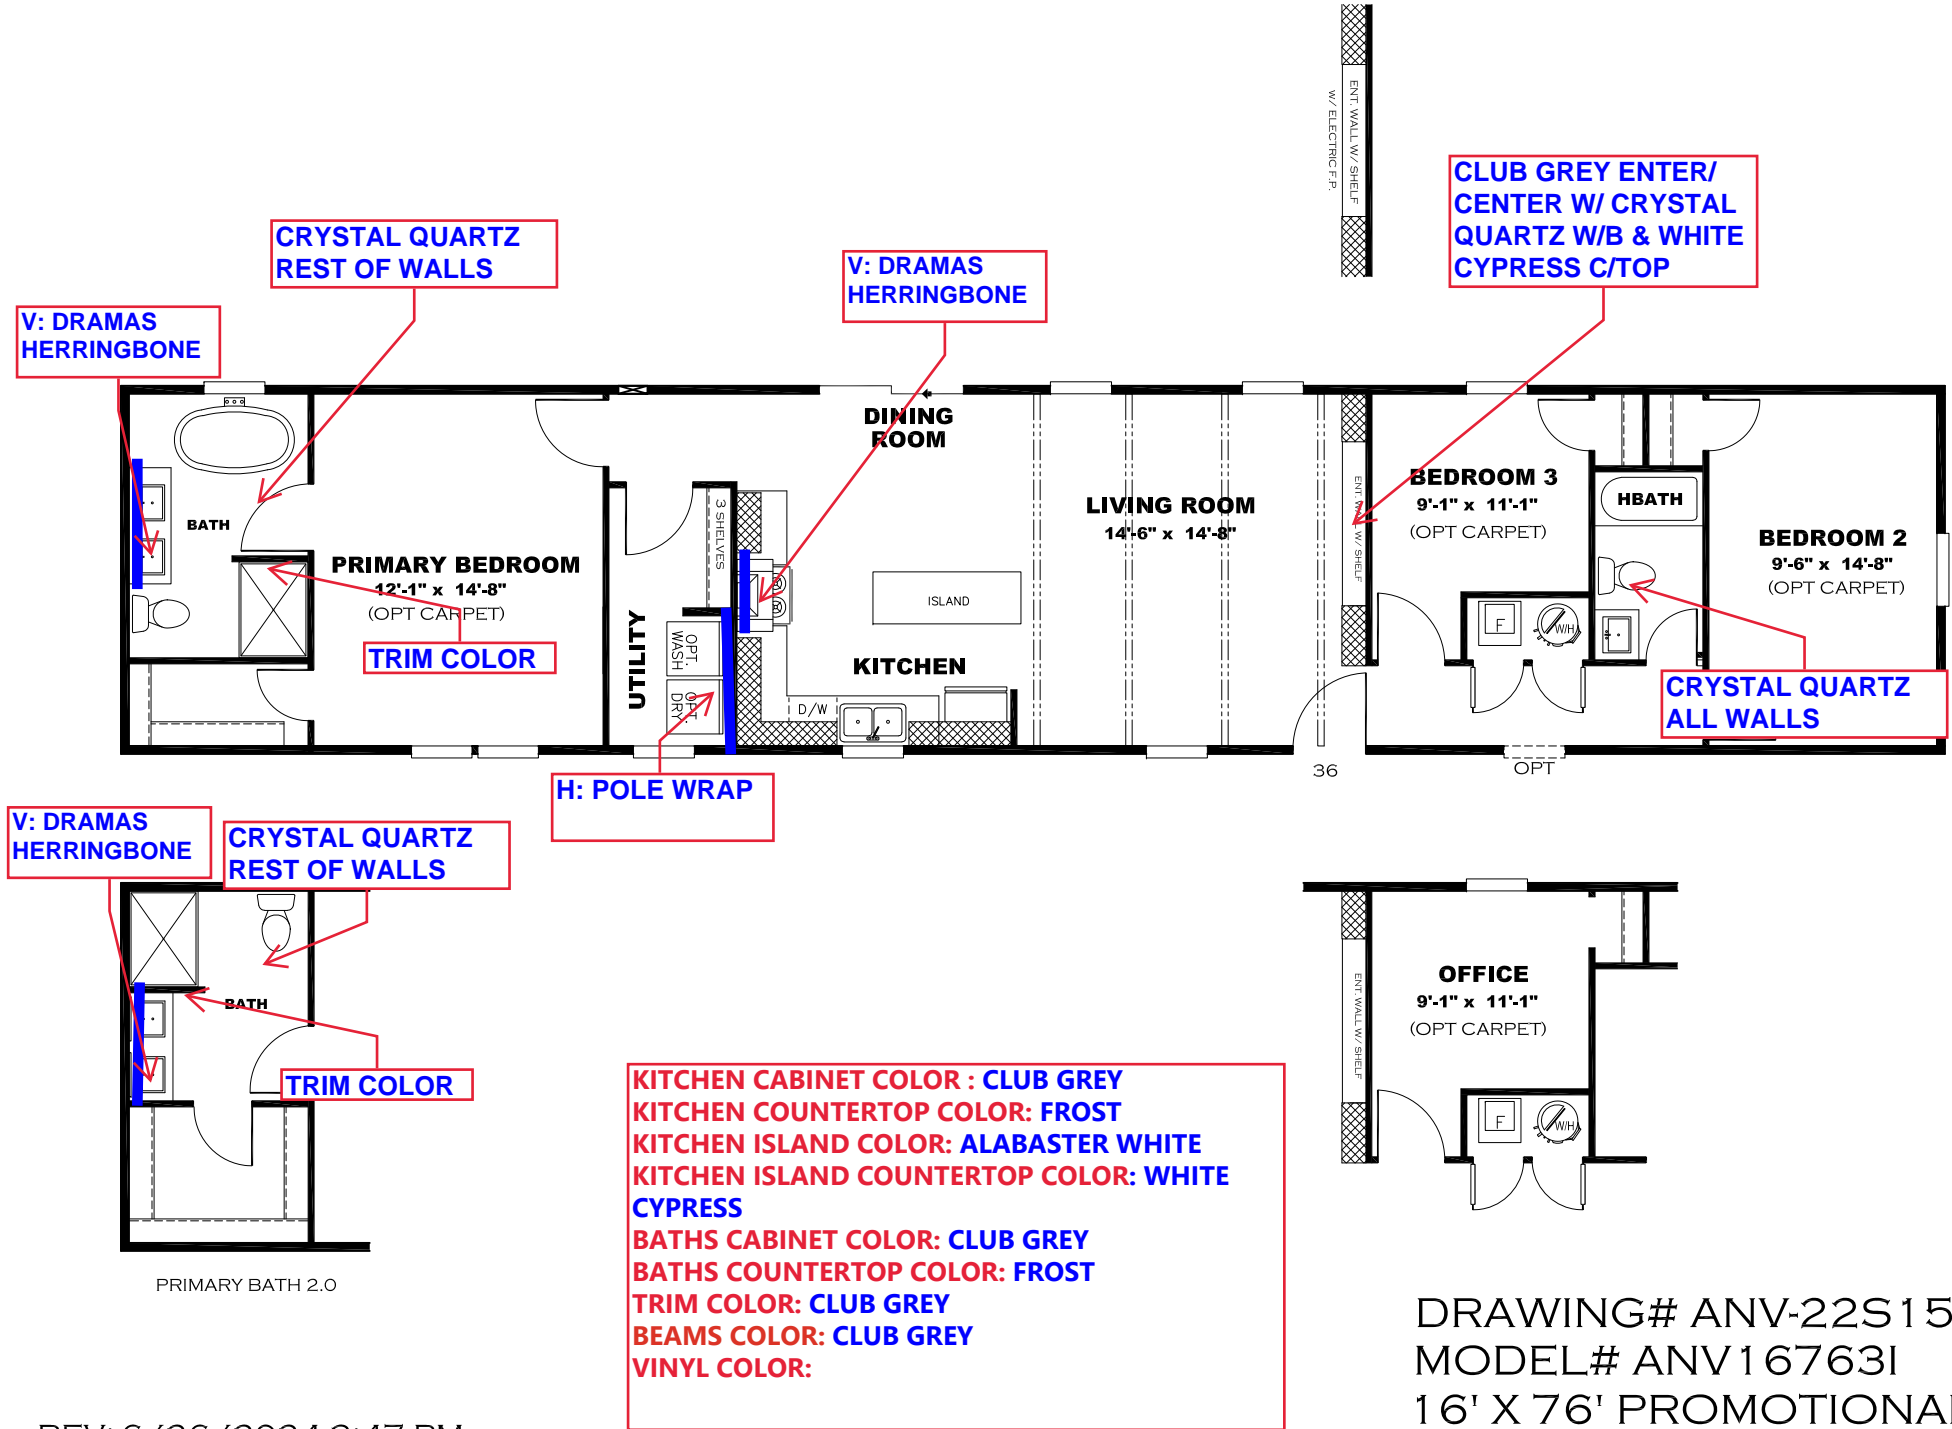 ENT. WALL W/ SHELF
W/ ELECTRIC F.P.
CLUB GREY ENTER/
CENTER W/ CRYSTAL
QUARTZ W/B & WHITE
CYPRESS C/TOP
CRYSTAL QUARTZ
REST OF WALLS
V: DRAMAS
HERRINGBONE
V: DRAMAS
HERRINGBONE
BATH
PRIMARY BEDROOM
12'-1" x 14'-8"
(OPT CARPET)
TRIM COLOR
UTILITY
3 SHELVES
OPT.
WASH
OPT.
DRY.
H: POLE WRAP
DINING
ROOM
ISLAND
KITCHEN
D/W
LIVING ROOM
14'-6" x 14'-8"
ENT. WALL W/ SHELF
36
BEDROOM 3
9'-1" x 11'-1"
(OPT CARPET)
F
W/H
HBATH
BEDROOM 2
9'-6" x 14'-8"
(OPT CARPET)
CRYSTAL QUARTZ
ALL WALLS
OPT
V: DRAMAS
HERRINGBONE
CRYSTAL QUARTZ
REST OF WALLS
BATH
TRIM COLOR
PRIMARY BATH 2.0
KITCHEN CABINET COLOR : CLUB GREY
KITCHEN COUNTERTOP COLOR: FROST
KITCHEN ISLAND COLOR: ALABASTER WHITE
KITCHEN ISLAND COUNTERTOP COLOR: WHITE
CYPRESS
BATHS CABINET COLOR: CLUB GREY
BATHS COUNTERTOP COLOR: FROST
TRIM COLOR: CLUB GREY
BEAMS COLOR: CLUB GREY
VINYL COLOR:
ENT. WALL W/ SHELF
OFFICE
9'-1" x 11'-1"
(OPT CARPET)
F
W/H
DRAWING# ANV-22S15
MODEL# ANV16763I
16' X 76' PROMOTIONAL